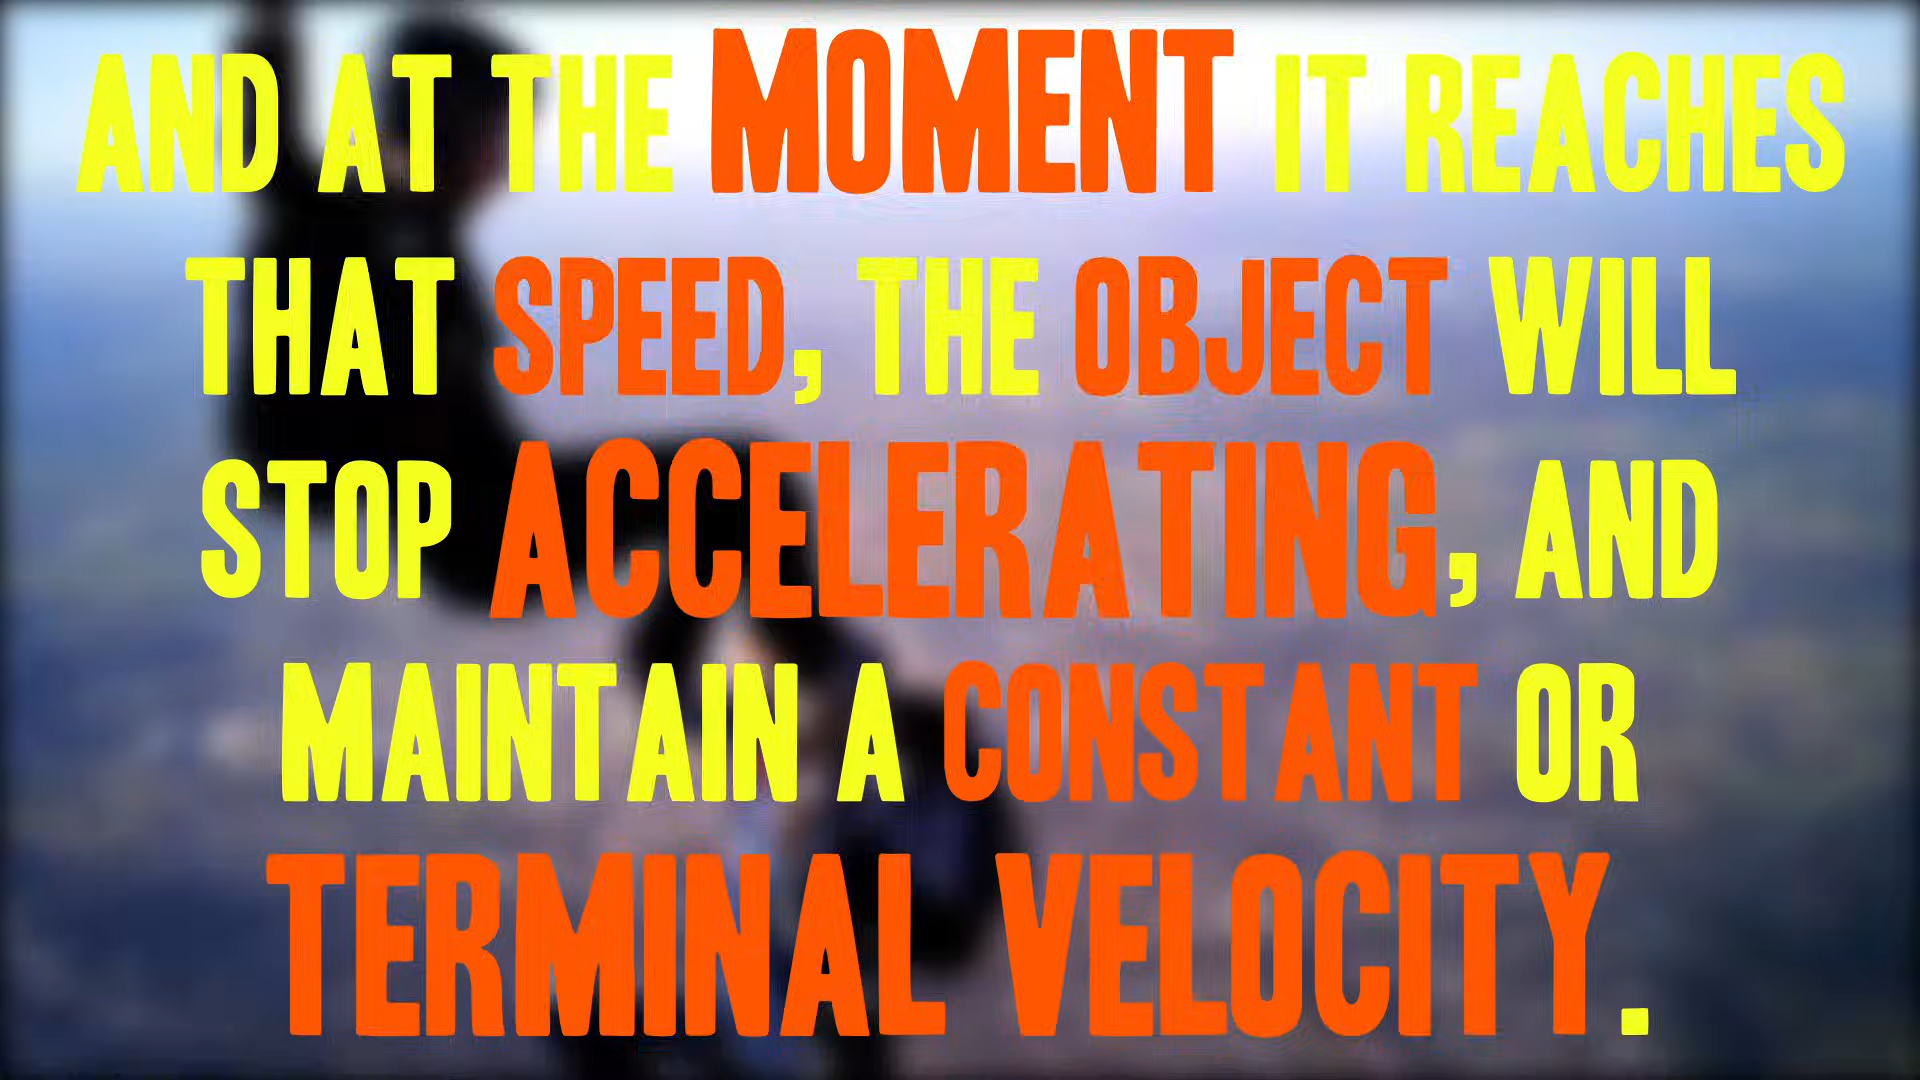 AND AT THE MOMENT IT REACHES
THAT SPEED, THE OBJECT WILL
STOP ACCELERATING, AND
MAINTAIN A CONSTANT OR
TERMINAL VELOCITY.